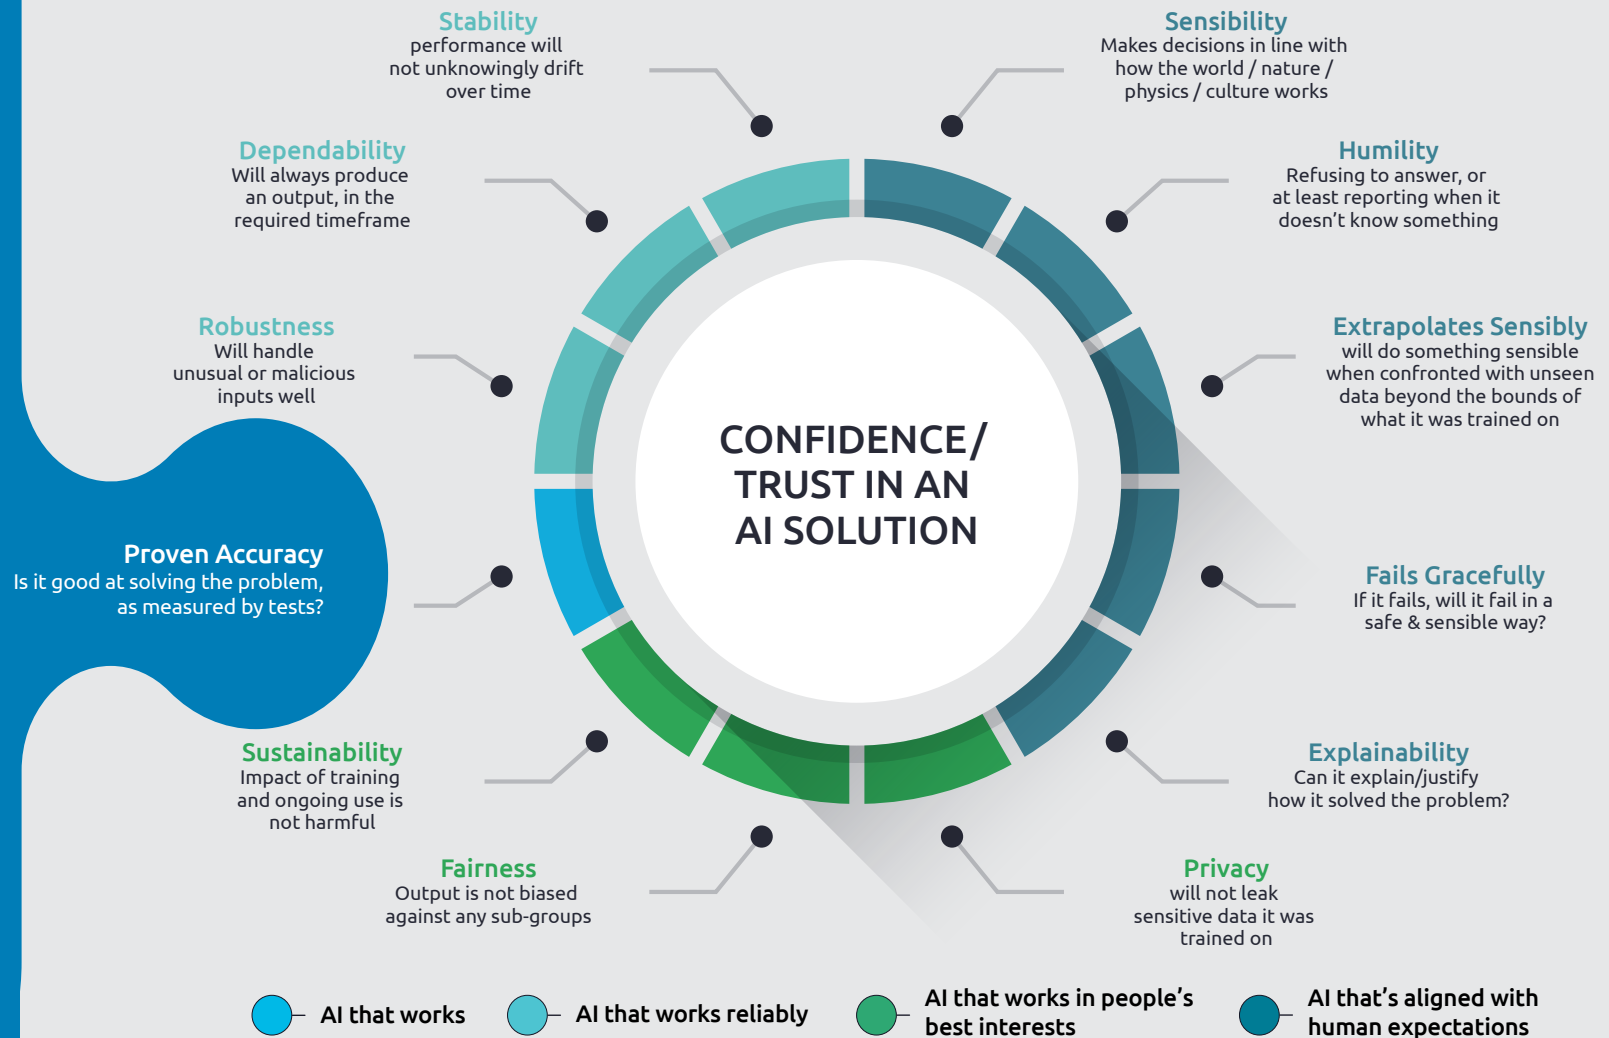 Stability
performance will
not unknowingly drift
over time
Sensibility
Makes decisions in line with
how the world / nature /
physics / culture works
Dependability
Will always produce
an output, in the
required timeframe
Humility
Refusing to answer, or
at least reporting when it
doesn’t know something
Robustness
Will handle
unusual or malicious
inputs well
Extrapolates Sensibly
will do something sensible
when confronted with unseen
data beyond the bounds of
what it was trained on
CONFIDENCE/
TRUST IN AN
AI SOLUTION
Proven Accuracy
Is it good at solving the problem,
as measured by tests?
Fails Gracefully
If it fails, will it fail in a
safe & sensible way?
Sustainability
Impact of training
and ongoing use is
not harmful
Explainability
Can it explain/justify
how it solved the problem?
Fairness
Output is not biased
against any sub-groups
Privacy
will not leak
sensitive data it was
trained on
AI that works
AI that works reliably
AI that works in people’s
best interests
AI that’s aligned with
human expectations